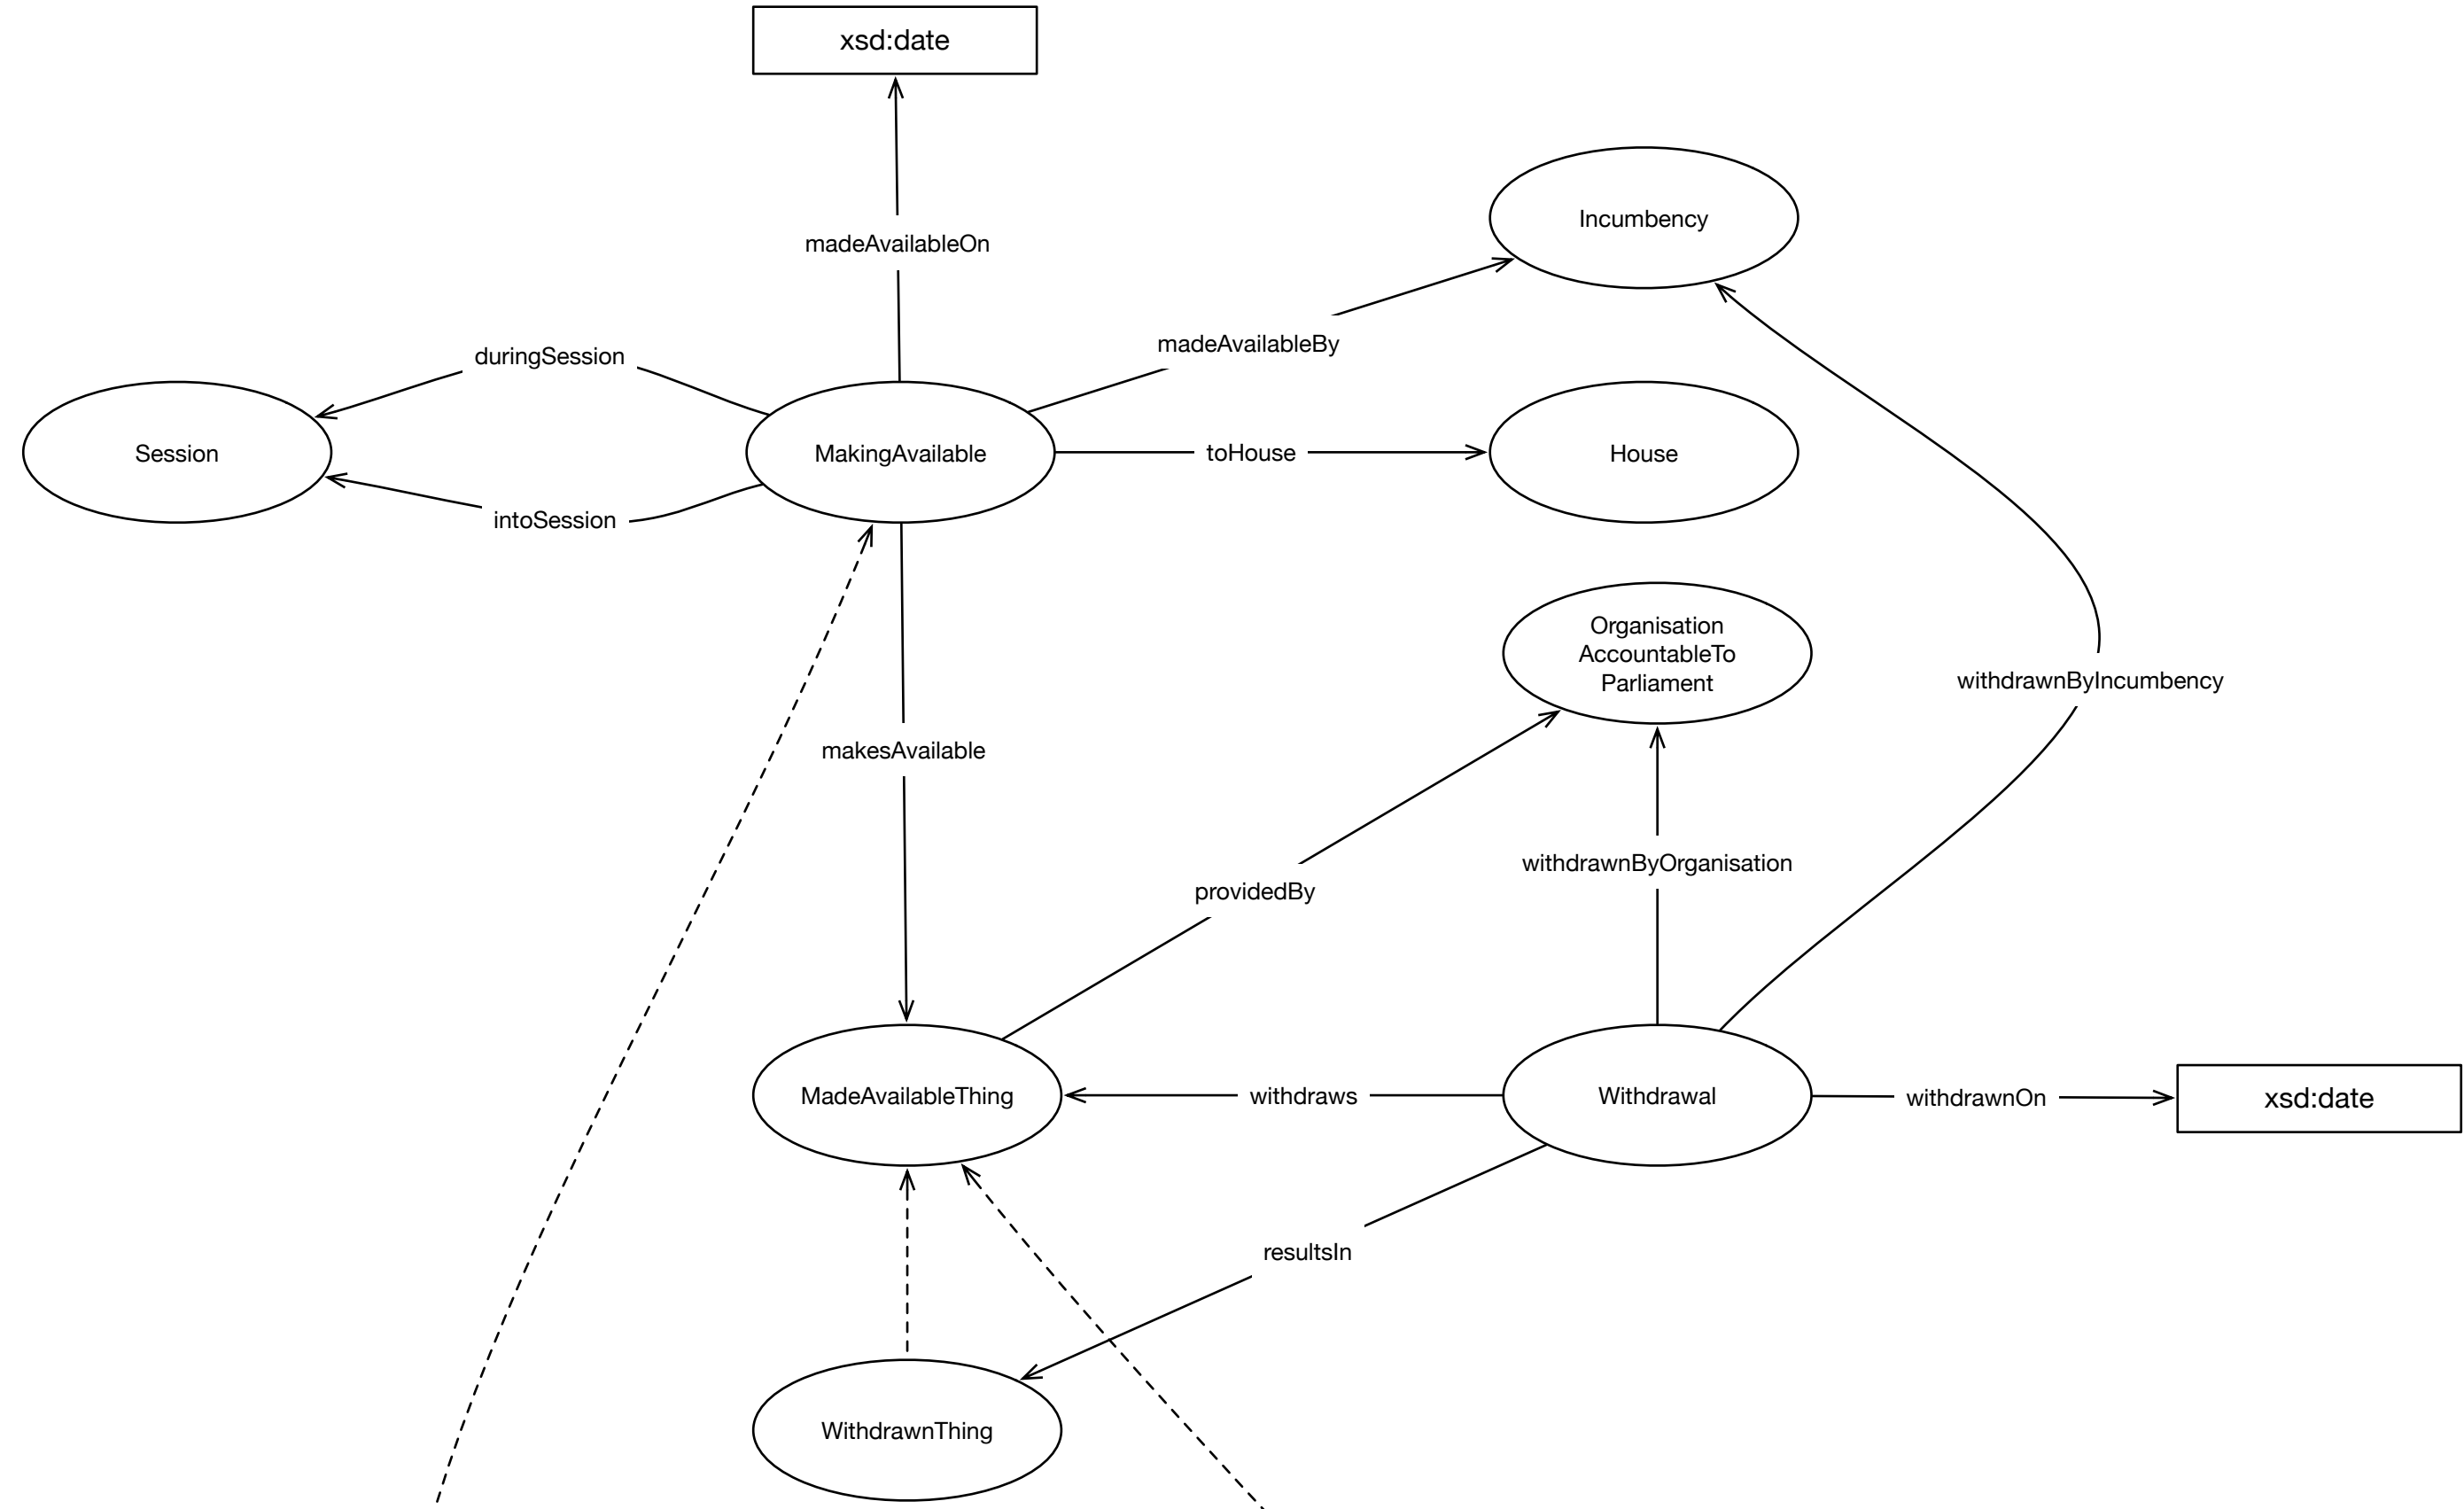 xsd:date
madeAvailableOn
Incumbency
duringSession
madeAvailableBy
Session
MakingAvailable
toHouse
House
intoSession
Organisation
AccountableTo
Parliament
withdrawnByIncumbency
makesAvailable
withdrawnByOrganisation
providedBy
MadeAvailableThing
withdraws
Withdrawal
withdrawnOn
xsd:date
resultsIn
WithdrawnThing